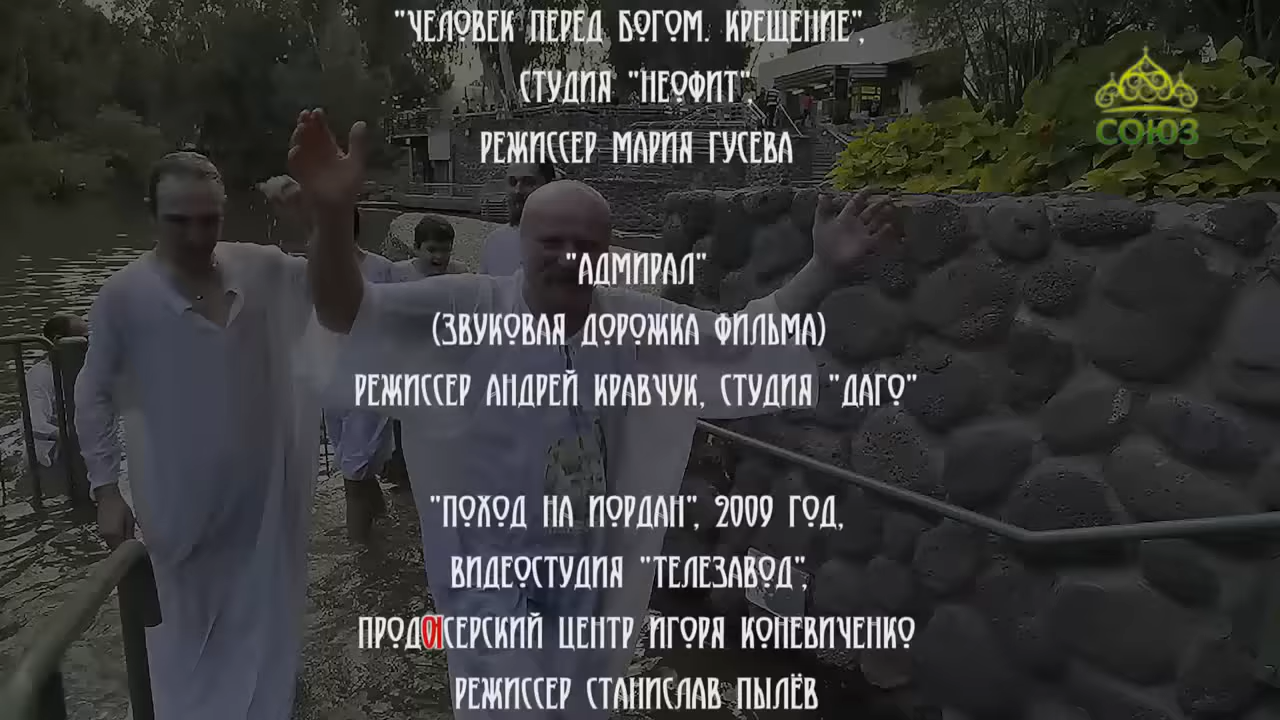 "ЧЕЛОВЕК ПЕРЕД БОГОМ. КРЕЩЕНИЕ",
СТУДИЯ "НЕОФИТ",
РЕЖИССЕР МАРИЯ ГУСЕВА
СОЮЗ
"АДМИРАЛ"
(ЗВУКОВАЯ ДОРОЖКА ФИЛЬМА)
РЕЖИССЕР АНДРЕЙ КРАВЧУК, СТУДИЯ "ДАГО"
"ПОХОД НА ИОРДАН", 2009 ГОД,
ВИДЕОСТУДИЯ "ТЕЛЕЗАВОД",
ПРОДЮСЕРСКИЙ ЦЕНТР ИГОРЯ КОНЕВИЧЕНКО
РЕЖИССЕР СТАНИСЛАВ ПЫЛЁВ